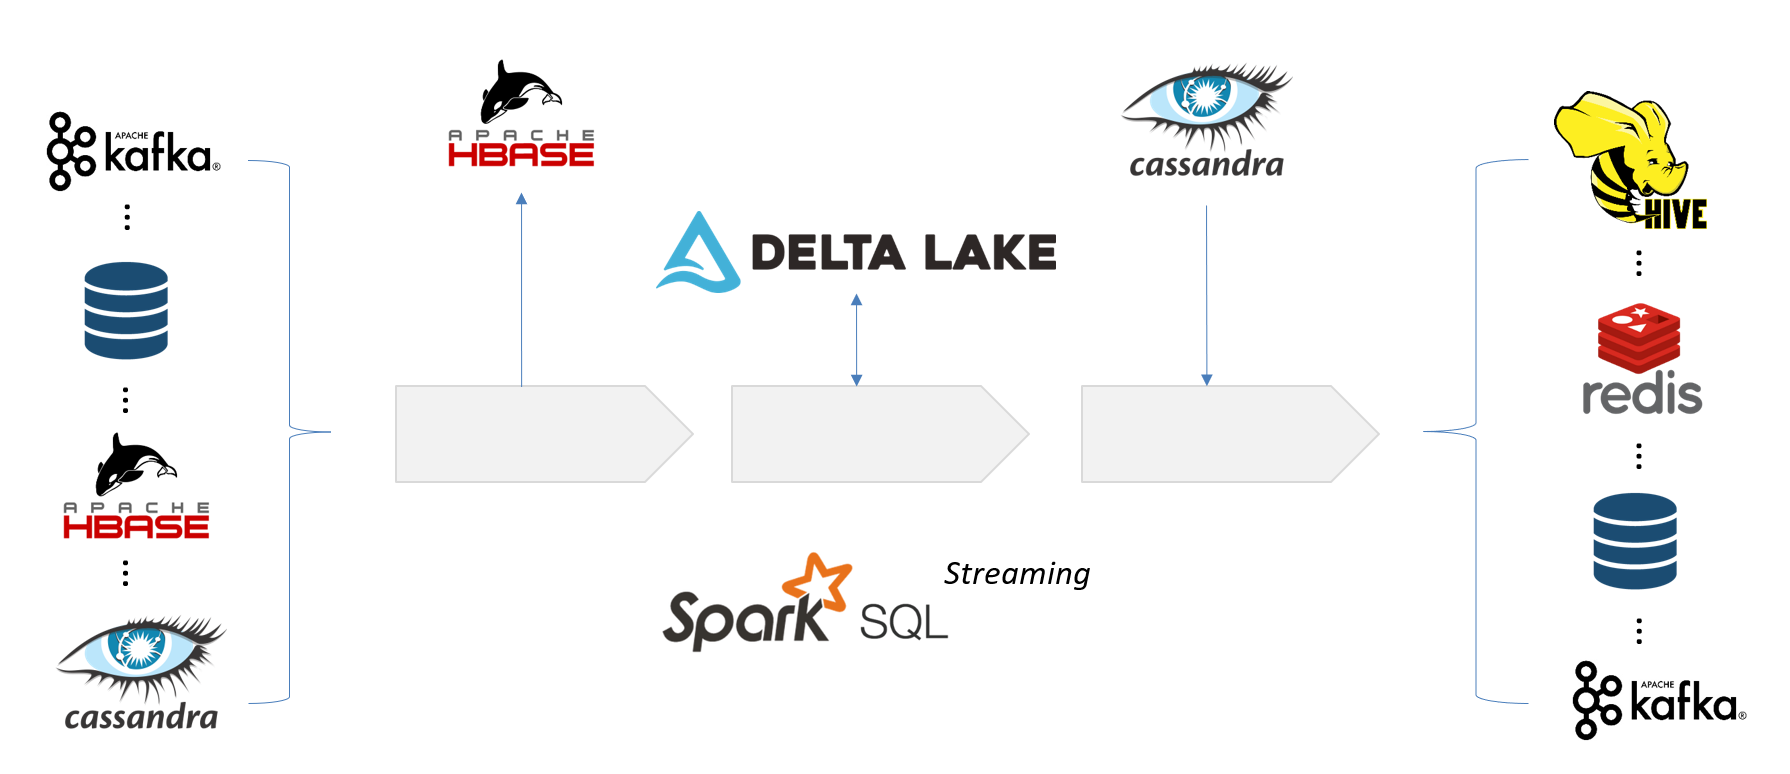 APACHE
kafka®
APACHE
HBASE
cassandra
APACHE
HBASE
DELTA LAKE
Spark SQL
Streaming
cassandra
HIVE
redis
APACHE
kafka®